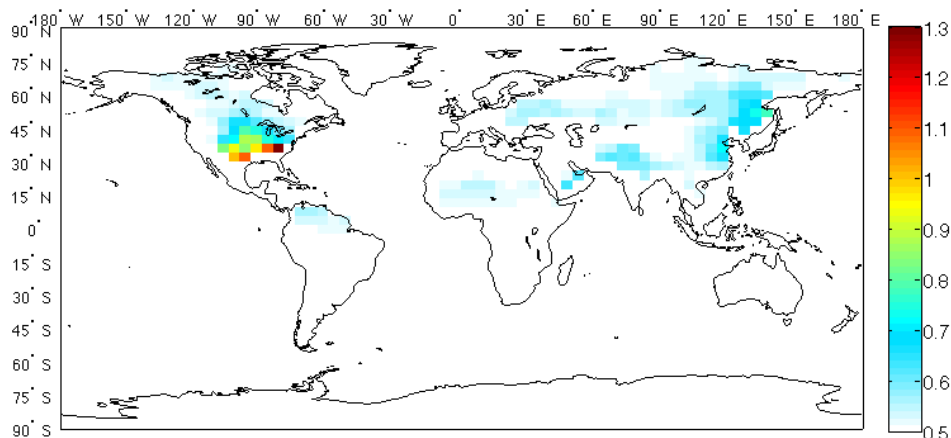 180° W 150° W 120° W 90° W 60° W 30° W 0° 30° E 60° E 90° E 120° E 150° E 180° E
90° N
75° N
60° N
45° N
30° N
15° N
0°
15° S
30° S
45° S
60° S
75° S
90° S
1.3
1.2
1.1
1
0.9
0.8
0.7
0.6
0.5